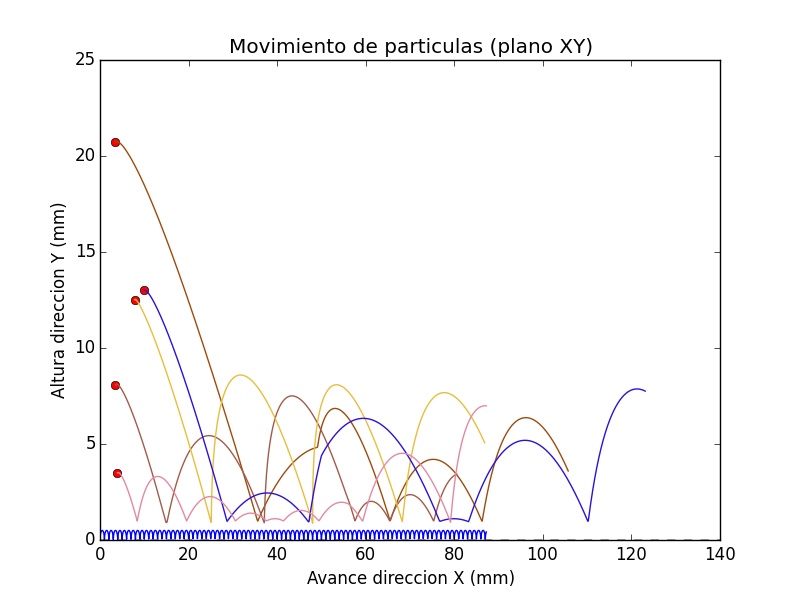 Movimiento de particulas (plano XY)
Altura direccion Y (mm)
25
20
15
10
5
0
0 20 40 60 80 100 120 140
Avance direccion X (mm)